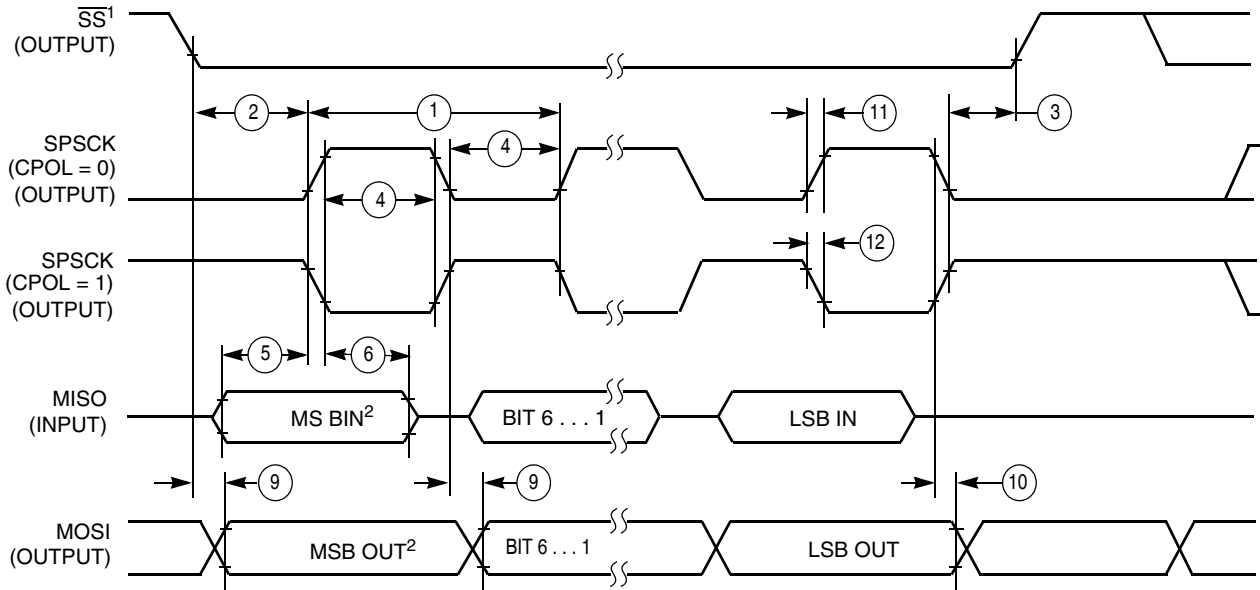 SS¹
(OUTPUT)
2
1
11
3
SPSCK
(CPOL = 0)
(OUTPUT)
4
4
SPSCK
(CPOL = 1)
(OUTPUT)
12
5
6
MISO
(INPUT)
MS BIN²
BIT 6 . . . 1
LSB IN
9
9
10
MOSI
(OUTPUT)
MSB OUT²
BIT 6 . . . 1
LSB OUT